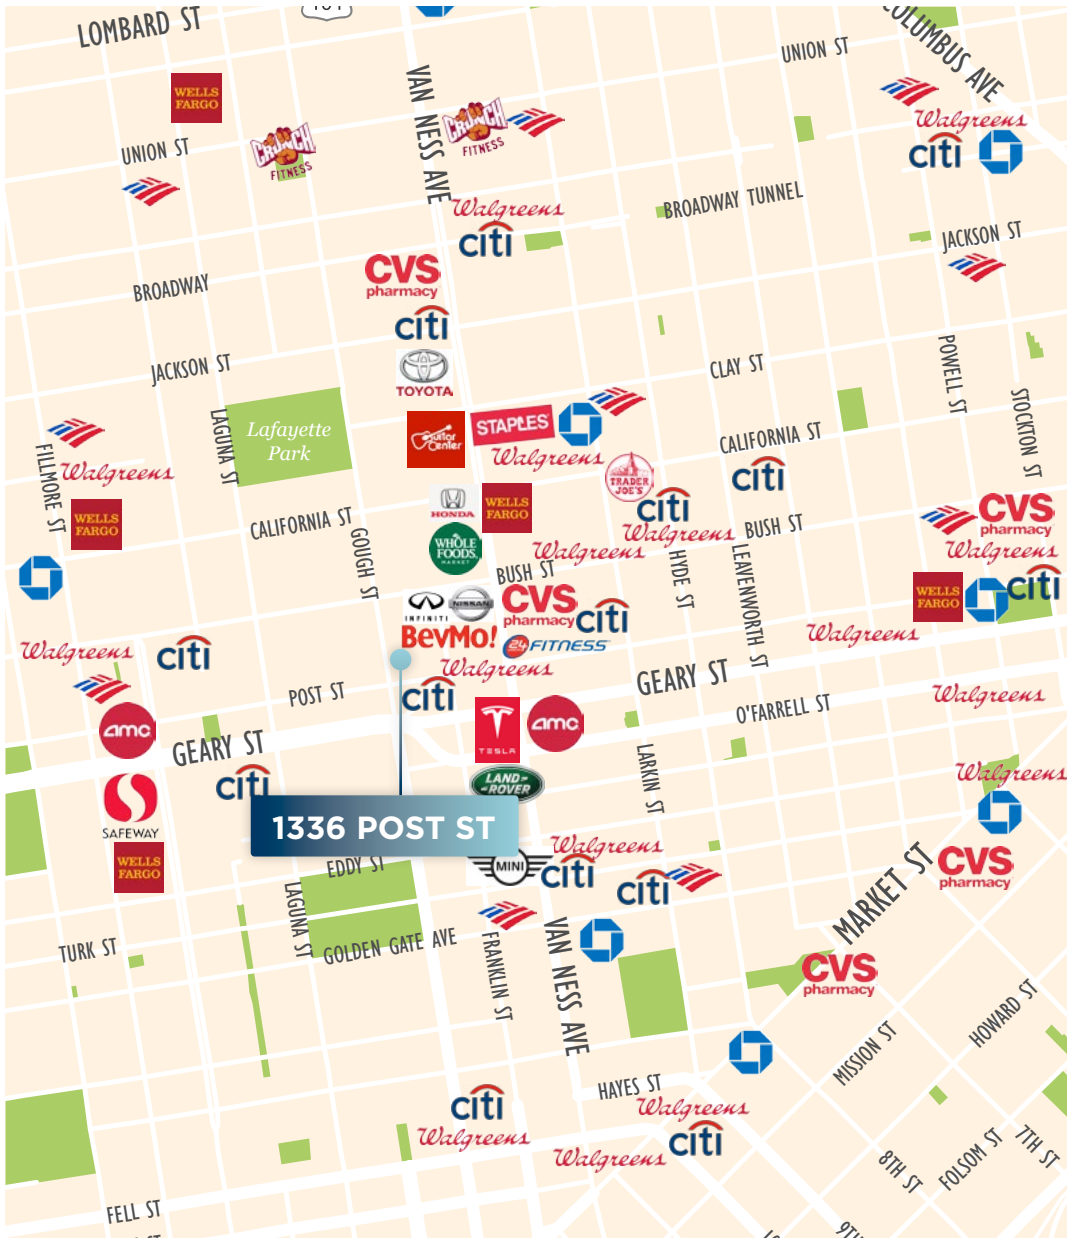 LOMBARD ST
101
COLUMBUS AVE
UNION ST
VAN NESS AVE
WELLS
FARGO
CRUNCH
FITNESS
CRUNCH
FITNESS
Walgreens
citi
UNION ST
BROADWAY TUNNEL
Walgreens
citi
JACKSON ST
CVS
pharmacy
BROADWAY
citi
TOYOTA
JACKSON ST
CLAY ST
POWELL ST
STOCKTON ST
LAGUNA ST
Lafayette
Park
Guitar
Center
STAPLES
Walgreens
CALIFORNIA ST
citi
FILLMORE ST
Walgreens
TRADER
JOE'S
citi
Walgreens
HONDA
WELLS
FARGO
WELLS
FARGO
CALIFORNIA ST
GOUGH ST
WHOLE
FOODS
MARKET
Walgreens
BUSH ST
CVS
pharmacy
Walgreens
HYDE ST
LEAVENWORTH ST
BUSH ST
INFINITI
NISSAN
CVS
pharmacy
citi
WELLS
FARGO
citi
BevMo!
24 FITNESS
Walgreens
Walgreens
citi
Walgreens
citi
GEARY ST
POST ST
O'FARRELL ST
Walgreens
amc
TESLA
amc
GEARY ST
LARKIN ST
citi
LAND-
ROVER
Walgreens
SAFEWAY
1336 POST ST
WELLS
FARGO
EDDY ST
MINI
Walgreens
citi
citi
MARKET ST
CVS
pharmacy
LAGUNA ST
TURK ST
GOLDEN GATE AVE
FRANKLIN ST
VAN NESS AVE
CVS
pharmacy
HOWARD ST
MISSION ST
HAYES ST
citi
Walgreens
Walgreens
citi
Walgreens
8TH ST
FOLSOM ST
7TH ST
FELL ST
9TH